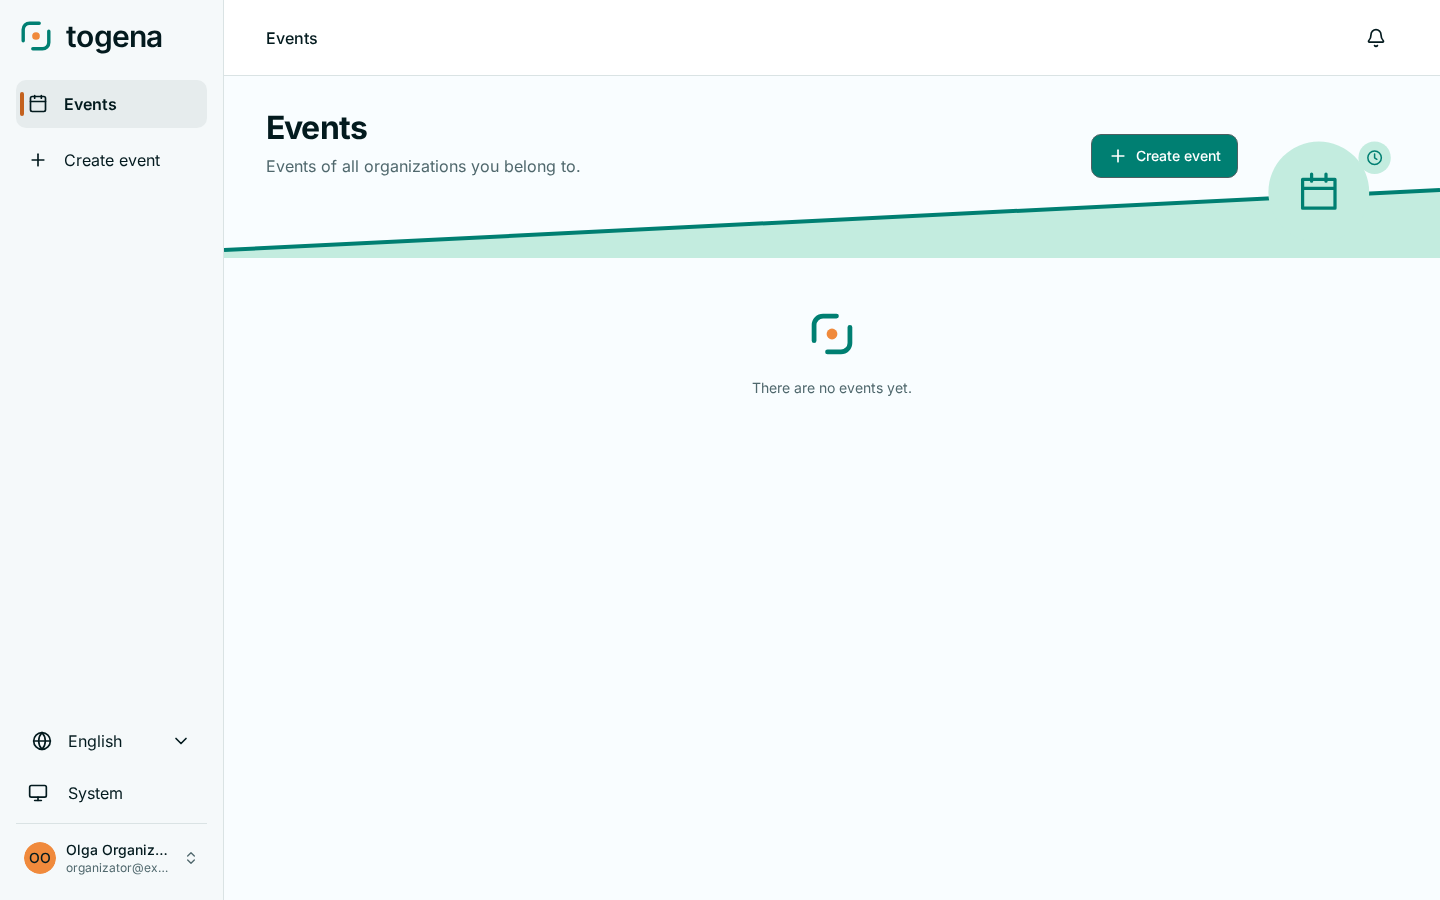 togena
Events
Create event
English
System
OO
Olga Organiz...
organizator@ex...
Events
Events
Events of all organizations you belong to.
Create event
There are no events yet.